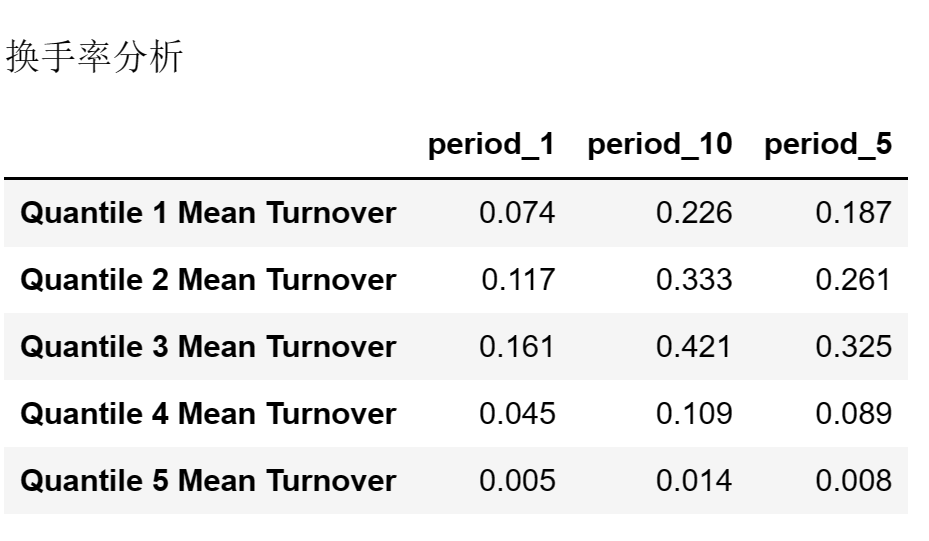 换手率分析
period_1 period_10 period_5
Quantile 1 Mean Turnover 0.074 0.226 0.187
Quantile 2 Mean Turnover 0.117 0.333 0.261
Quantile 3 Mean Turnover 0.161 0.421 0.325
Quantile 4 Mean Turnover 0.045 0.109 0.089
Quantile 5 Mean Turnover 0.005 0.014 0.008